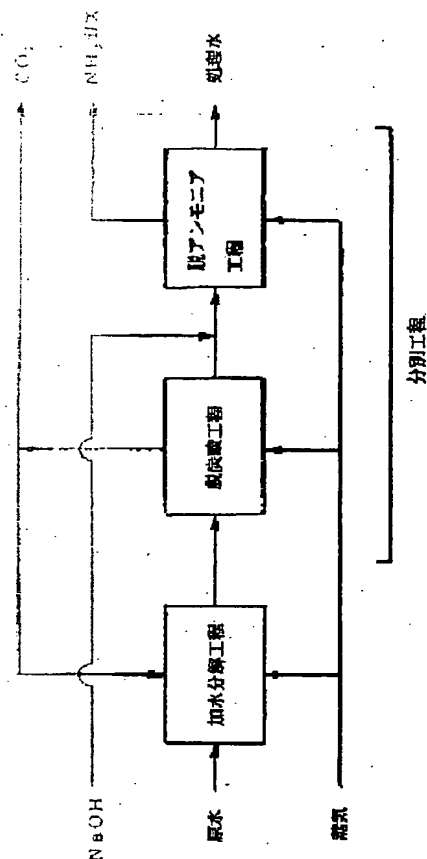 CO₂
NH₃ガス
処理水
脱アンモニア
工程
脱炭酸工程
加水分解工程
分別工程
NaOH
原水
蒸気